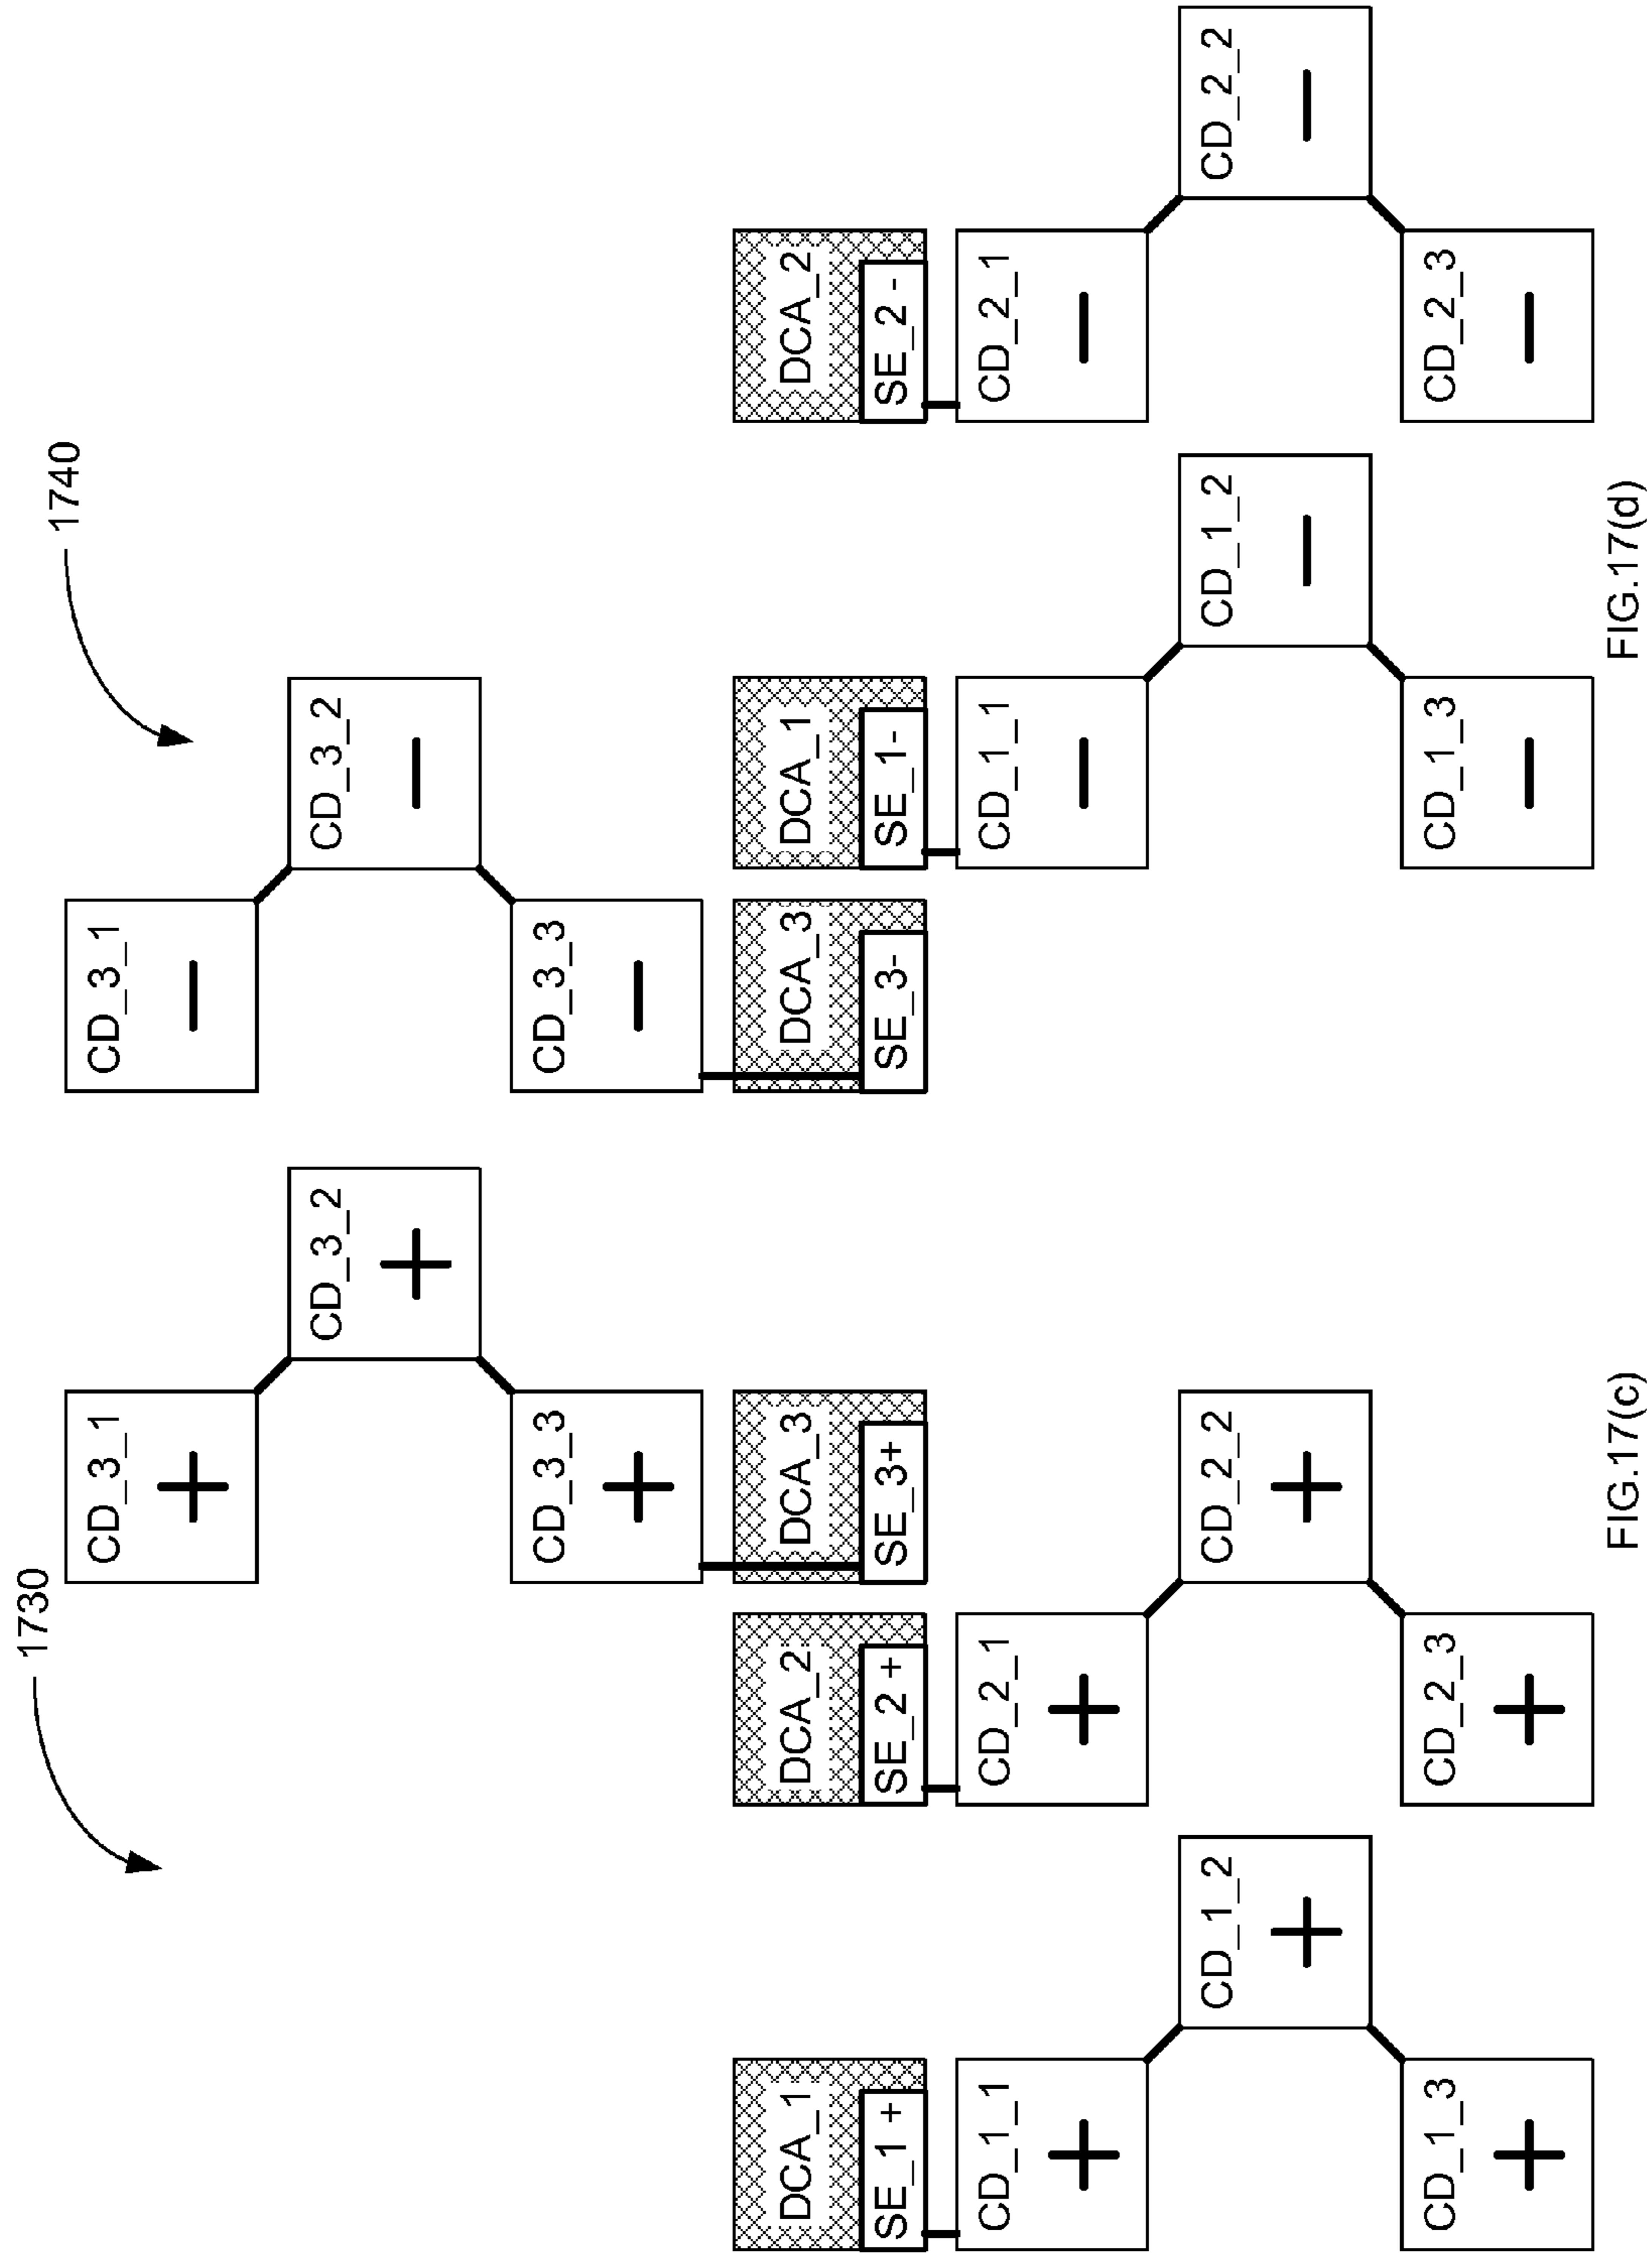 1730
CD_3_1
+
CD_3_2
+
CD_3_3
+
DCA_1
DCA_2
DCA_3
SE_1 +
SE_2 +
SE_3+
CD_1_1
+
CD_2_1
+
CD_1_2
+
CD_2_2
+
CD_1_3
+
CD_2_3
+
FIG.17(c)
1740
CD_3_1
−
CD_3_2
−
CD_3_3
−
DCA_3
DCA_1
DCA_2
SE_3-
SE_1-
SE_2 -
CD_1_1
−
CD_2_1
−
CD_1_2
−
CD_2_2
−
CD_1_3
−
CD_2_3
−
FIG.17(d)